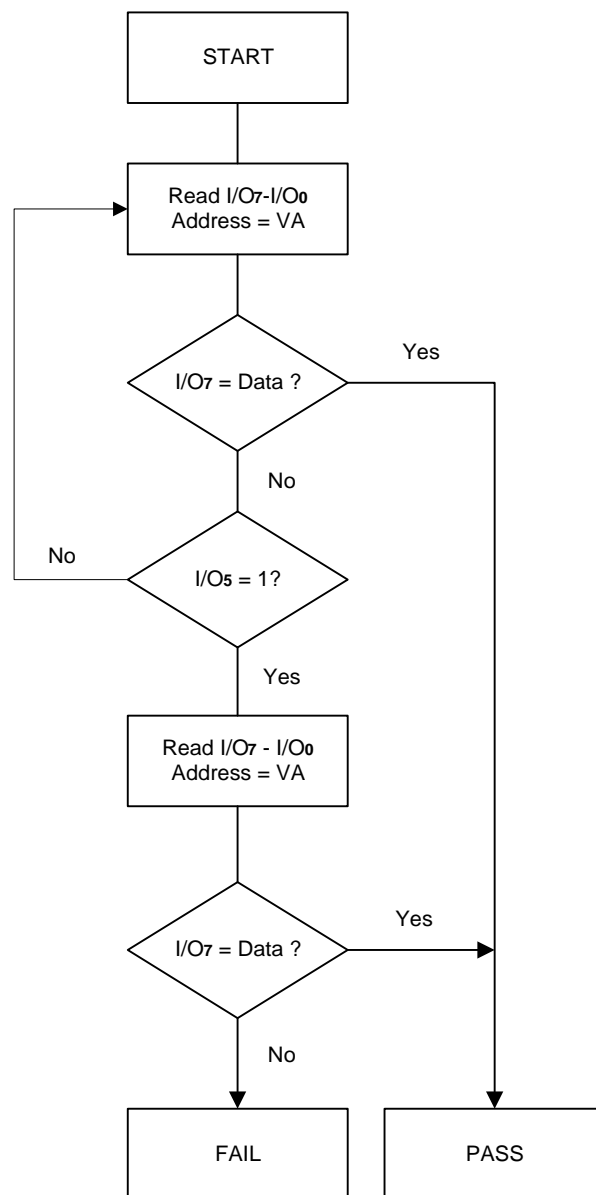 START
Read I/O7-I/O0
Address = VA
I/O7 = Data ?
Yes
No
I/O5 = 1?
No
Yes
Read I/O7 - I/O0
Address = VA
I/O7 = Data ?
Yes
No
FAIL
PASS